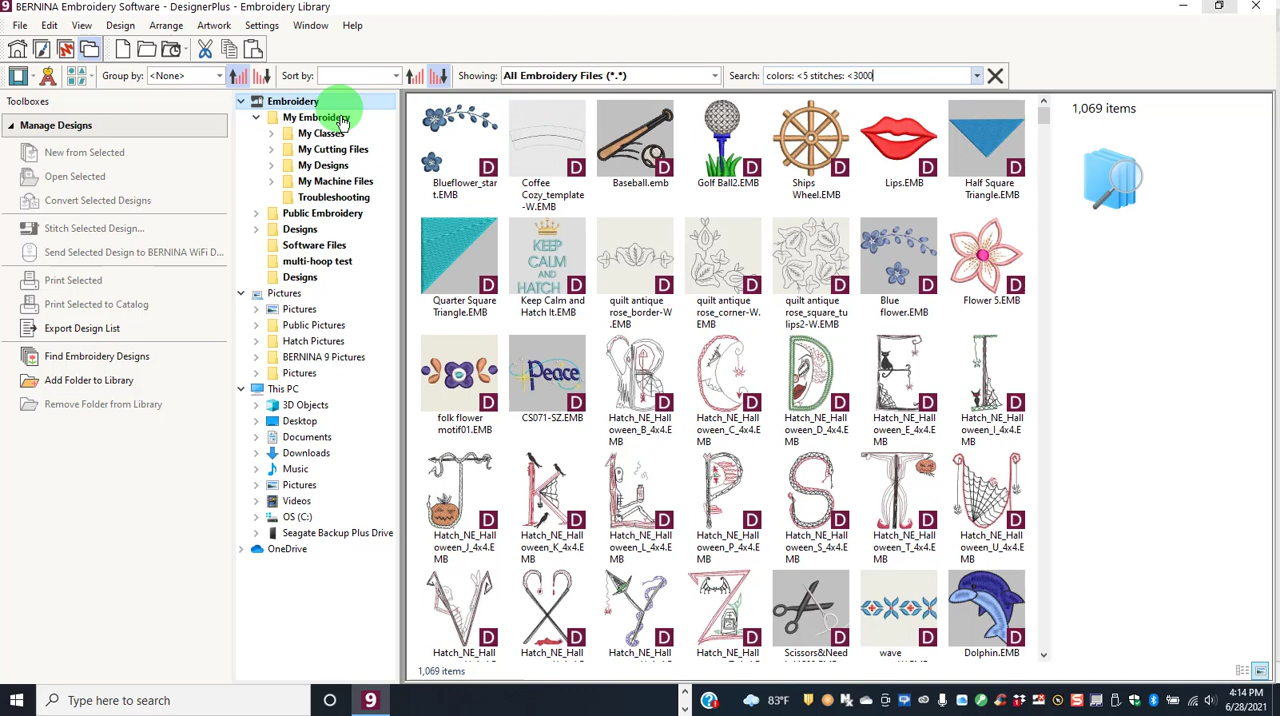 9 BERNINA Embroidery Software - DesignerPlus - Embroidery Library
File Edit View Design Arrange Artwork Settings Window Help
Group by: <None> Sort by: Showing: All Embroidery Files (*.*) Search: colors: <5 stitches: <3000
Toolboxes
Manage Designs
New from Selected
Open Selected
Convert Selected Designs
Stitch Selected Design...
Send Selected Design to BERNINA WiFi D...
Print Selected
Print Selected to Catalog
Export Design List
Find Embroidery Designs
Add Folder to Library
Remove Folder from Library
Embroidery
My Embroidery
My Classes
My Cutting Files
My Designs
My Machine Files
Troubleshooting
Public Embroidery
Designs
Software Files
multi-hoop test
Designs
Pictures
Pictures
Public Pictures
Hatch Pictures
BERNINA 9 Pictures
Pictures
This PC
3D Objects
Desktop
Documents
Downloads
Music
Pictures
Videos
OS (C:)
Seagate Backup Plus Drive
OneDrive
D D D D D D D
Blueflower_star
t.EMB
Coffee
Cozy_template
-W.EMB
Baseball.emb
Golf Ball2.EMB
Ships
Wheel.EMB
Lips.EMB
Half Square
Triangle.EMB
KEEP
CALM
AND
HATCH IT.
D D D D D D D
Quarter Square
Triangle.EMB
Keep Calm and
Hatch It.EMB
quilt antique
rose_border-W
.EMB
quilt antique
rose_corner-W.
EMB
quilt antique
rose_square_tu
lips2-W.EMB
Blue
flower.EMB
Flower 5.EMB
Peace
D D D D D D D
folk flower
motif01.EMB
CS071-SZ.EMB
Hatch_NE_Hall
oween_B_4x4.E
MB
Hatch_NE_Hall
oween_C_4x4.E
MB
Hatch_NE_Hall
oween_D_4x4.E
MB
Hatch_NE_Hall
oween_E_4x4.E
MB
Hatch_NE_Hall
oween_I_4x4.E
MB
D D D D D D D
Hatch_NE_Hall
oween_J_4x4.E
MB
Hatch_NE_Hall
oween_K_4x4.E
MB
Hatch_NE_Hall
oween_L_4x4.E
MB
Hatch_NE_Hall
oween_P_4x4.E
MB
Hatch_NE_Hall
oween_S_4x4.E
MB
Hatch_NE_Hall
oween_T_4x4.E
MB
Hatch_NE_Hall
oween_U_4x4.E
MB
D D D D D D D
Hatch_NE_Hall
Hatch_NE_Hall
Hatch_NE_Hall
Hatch_NE_Hall
Scissors&Need
wave
Dolphin.EMB
1,069 items
1,069 items
Type here to search
9
83°F
4:14 PM
6/28/2021